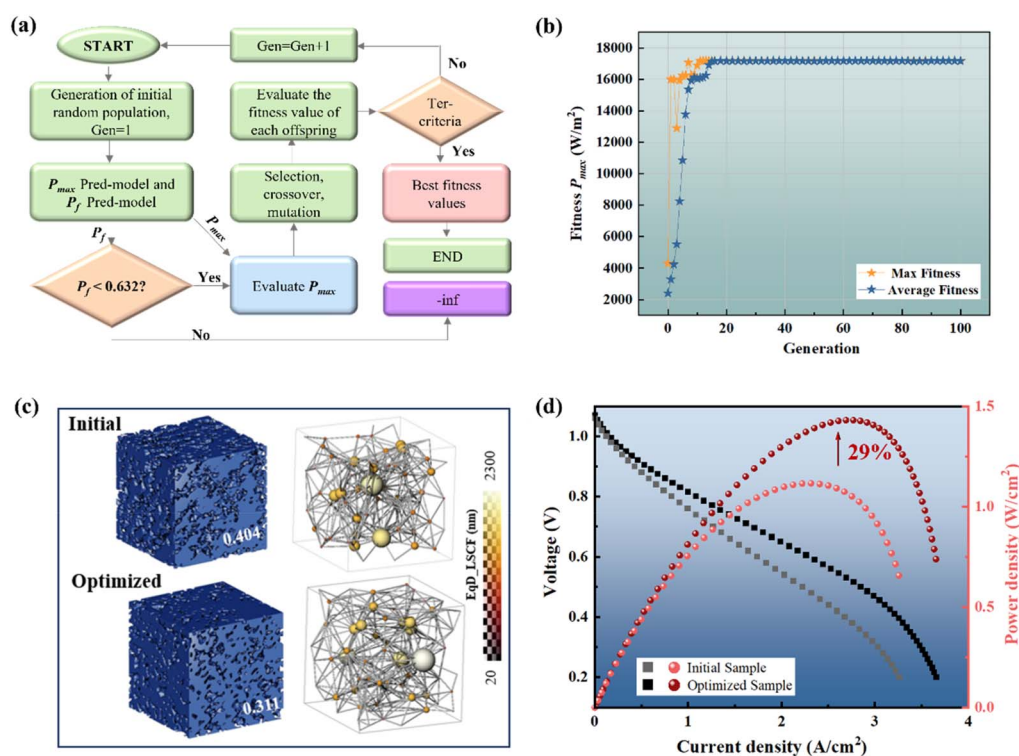 (a)
START
Gen=Gen+1
No
Generation of initial
random population,
Gen=1
Evaluate the
fitness value of
each offspring
Ter-
criteria
Yes
P_max Pred-model and
P_f Pred-model
Selection,
crossover,
mutation
Best fitness
values
P_f
P_max
END
P_f < 0.632?
Yes
Evaluate P_max
-inf
No
(b)
18000
16000
14000
12000
10000
8000
6000
4000
2000
Fitness P_max (W/m²)
Max Fitness
Average Fitness
0 20 40 60 80 100
Generation
(c)
Initial
0.404
Optimized
0.311
2300
EqD_LSCF (nm)
20
(d)
1.0
0.8
0.6
0.4
0.2
Voltage (V)
29%
1.5
1.0
0.5
0.0
Power density (W/cm²)
Initial Sample
Optimized Sample
0 1 2 3 4
Current density (A/cm²)